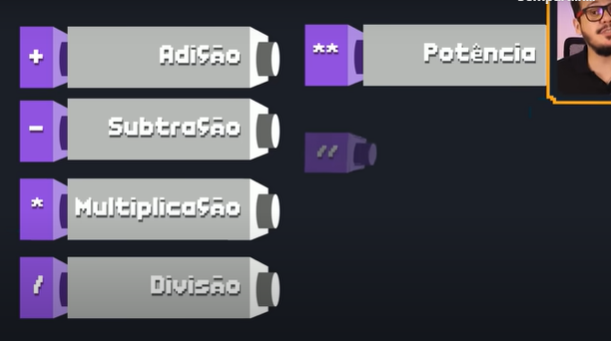 + Adição
- Subtração
* Multiplicação
/ Divisão
** Potência
//